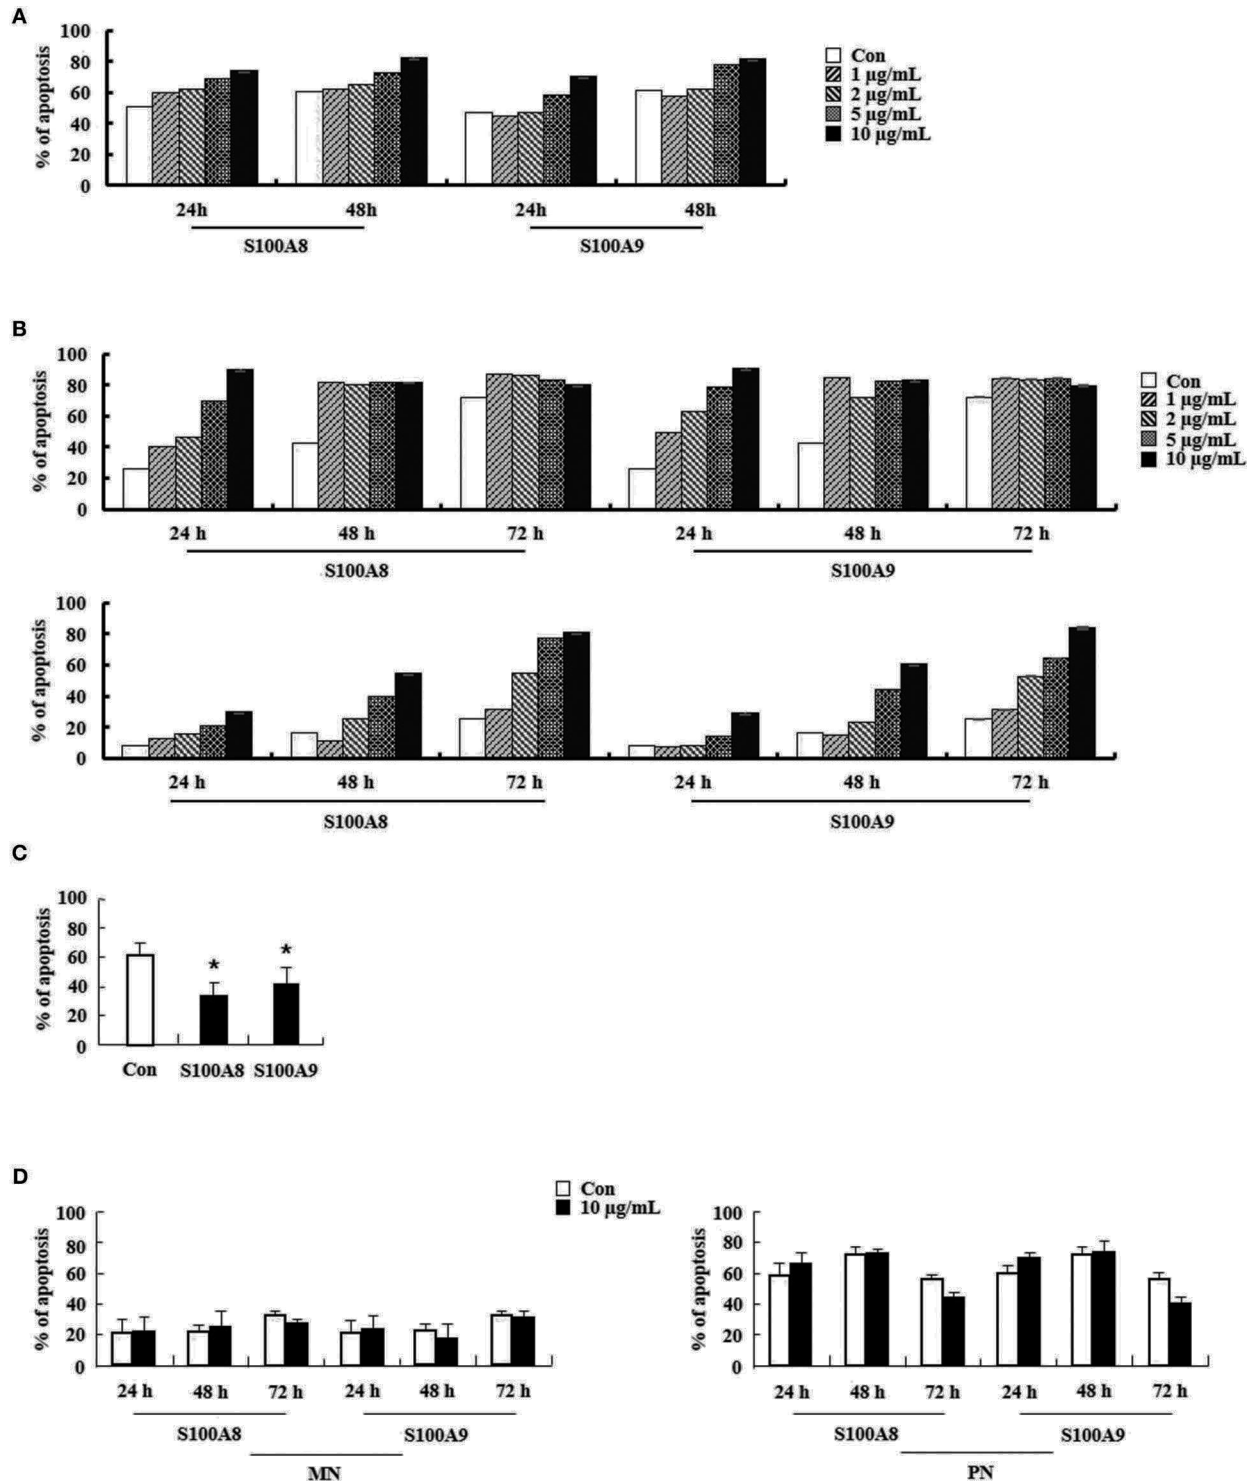 A
% of apoptosis
100
80
60
40
20
0
24h 48h 24h 48h
S100A8 S100A9
Con
1 µg/mL
2 µg/mL
5 µg/mL
10 µg/mL
B
% of apoptosis
100
80
60
40
20
0
24 h 48 h 72 h 24 h 48 h 72 h
S100A8 S100A9
Con
1 µg/mL
2 µg/mL
5 µg/mL
10 µg/mL
% of apoptosis
100
80
60
40
20
0
24 h 48 h 72 h 24 h 48 h 72 h
S100A8 S100A9
C
% of apoptosis
100
80
60
40
20
0
* *
Con S100A8 S100A9
D
Con
10 µg/mL
% of apoptosis
100
80
60
40
20
0
24 h 48 h 72 h 24 h 48 h 72 h
S100A8 S100A9
MN
% of apoptosis
100
80
60
40
20
0
24 h 48 h 72 h 24 h 48 h 72 h
S100A8 S100A9
PN